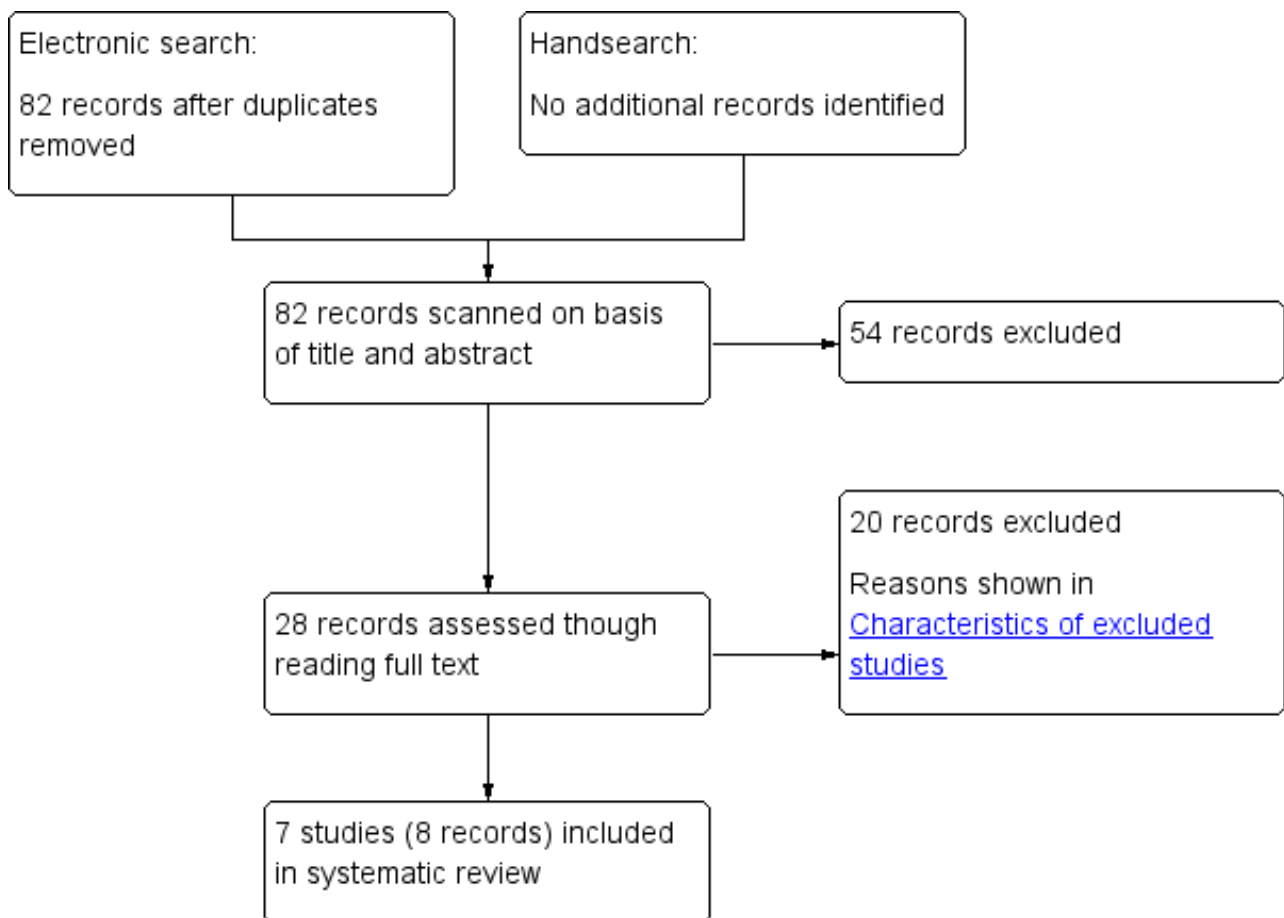 Electronic search:
82 records after duplicates
removed
Handsearch:
No additional records identified
82 records scanned on basis
of title and abstract
54 records excluded
28 records assessed though
reading full text
20 records excluded
Reasons shown in
Characteristics of excluded
studies
7 studies (8 records) included
in systematic review